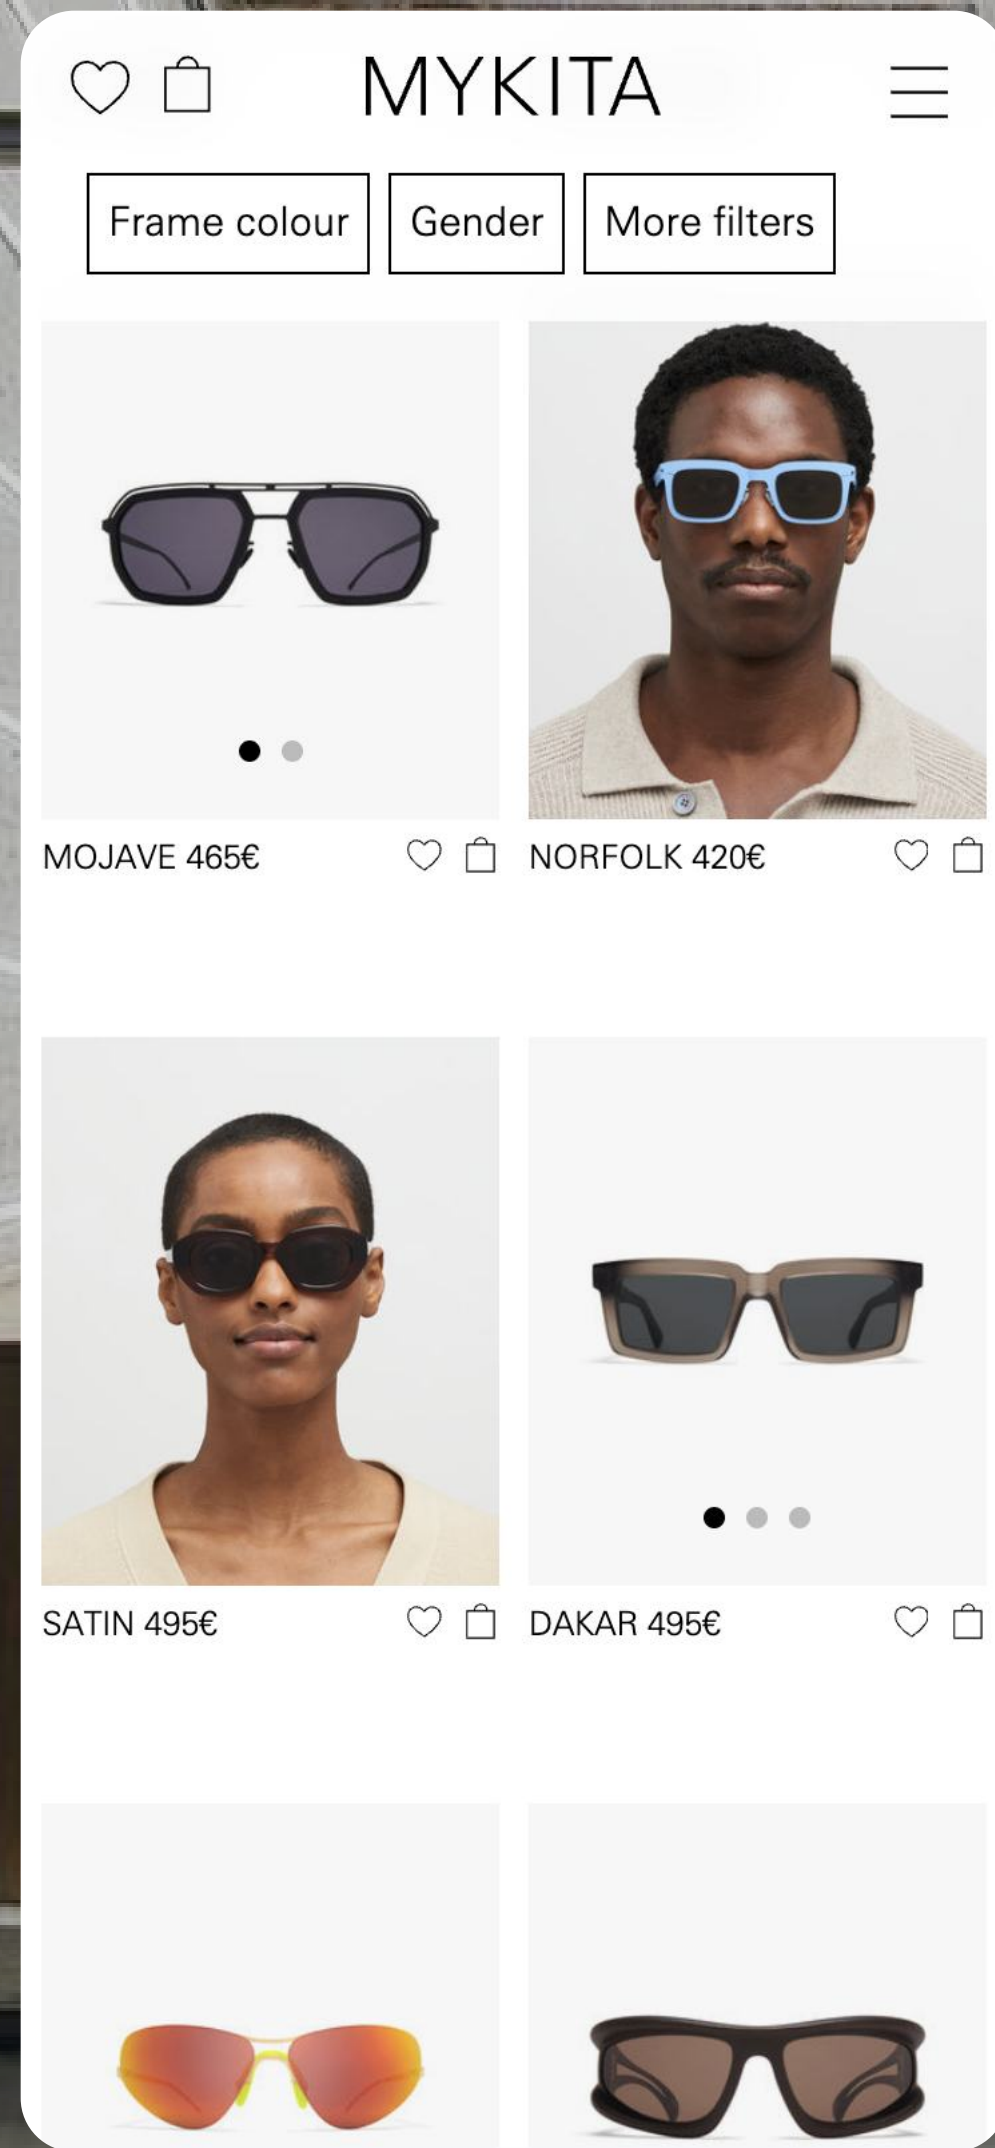 MYKITA
Frame colour
Gender
More filters
MOJAVE 465€
NORFOLK 420€
SATIN 495€
DAKAR 495€